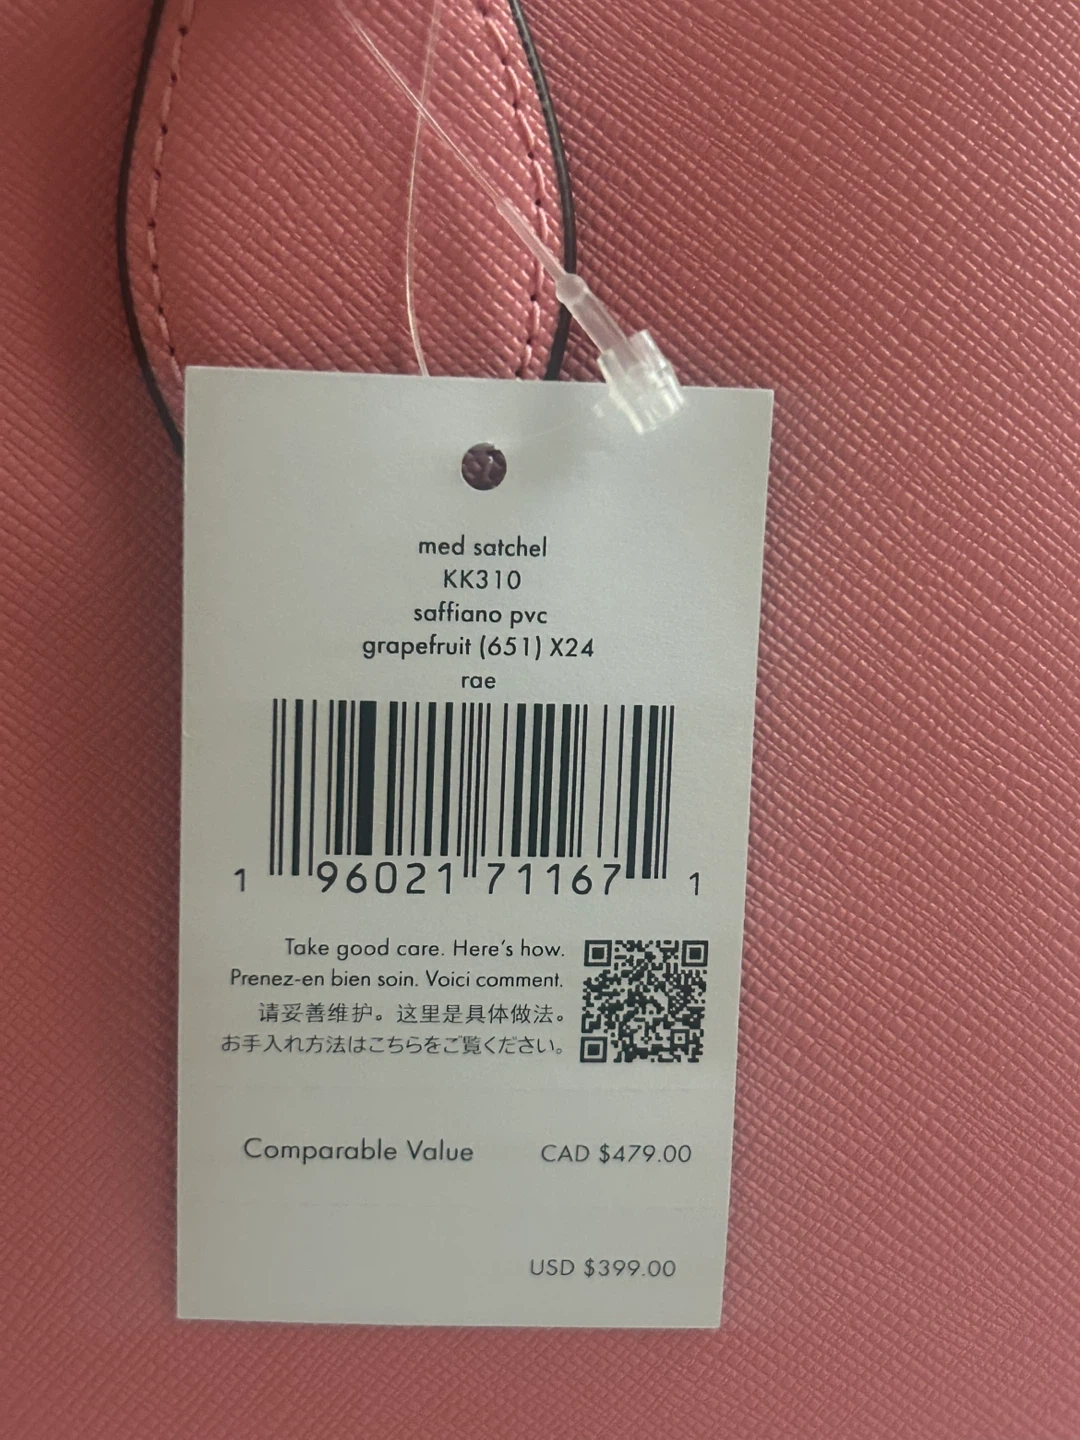 med satchel
KK310
saffiano pvc
grapefruit (651) X24
rae
1 96021 71167 1
Take good care. Here's how.
Prenez-en bien soin. Voici comment.
请妥善维护。这里是具体做法。
お手入れ方法はこちらをご覧ください。
Comparable Value CAD $479.00
USD $399.00